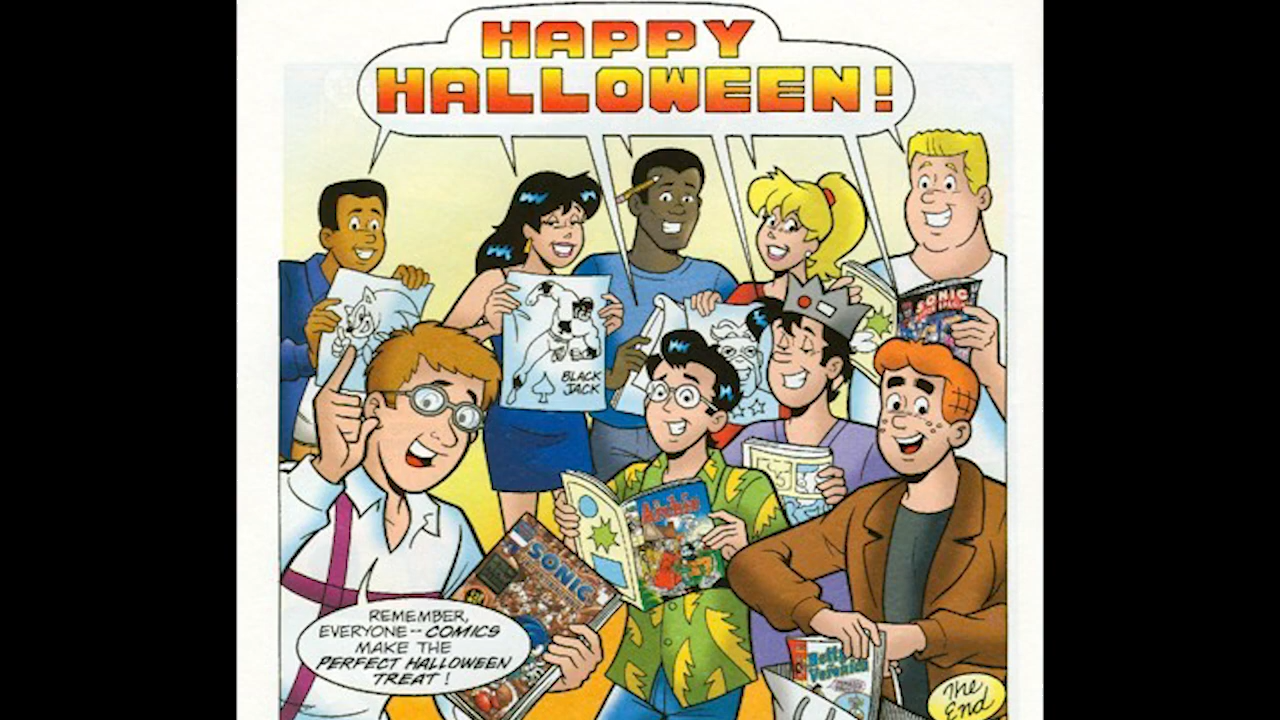 HAPPY
HALLOWEEN!
SONIC
BLACK
JACK
Archie
SONIC
REMEMBER,
EVERYONE--COMICS
MAKE THE
PERFECT HALLOWEEN
TREAT!
Betty
Veronica
The
End